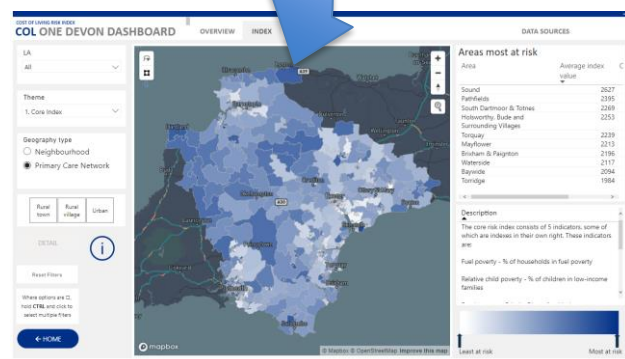 COST OF LIVING RISK INDEX
COL ONE DEVON DASHBOARD
OVERVIEW
INDEX
DATA SOURCES
LA
All
Theme
1. Core Index
Geography type
Neighbourhood
Primary Care Network
Rural town
Rural village
Urban
DETAIL
i
Reset Filters
Where options are □,
hold CTRL and click to
select multiple filters
← HOME
A39
A30
mapbox
© Mapbox © OpenStreetMap Improve this map
Areas most at risk
Area
Average index value
C
Sound 2627
Pathfields 2395
South Dartmoor & Totnes 2269
Holsworthy, Bude and 2253
Surrounding Villages
Torquay 2239
Mayflower 2213
Brixham & Paignton 2196
Waterside 2117
Baywide 2094
Torridge 1984
Description
The core risk index consists of 5 indicators, some of
which are indexes in their own right. These indicators
are:
Fuel poverty - % of households in fuel poverty
Relative child poverty - % of children in low-income
families
Least at risk
Most at risk